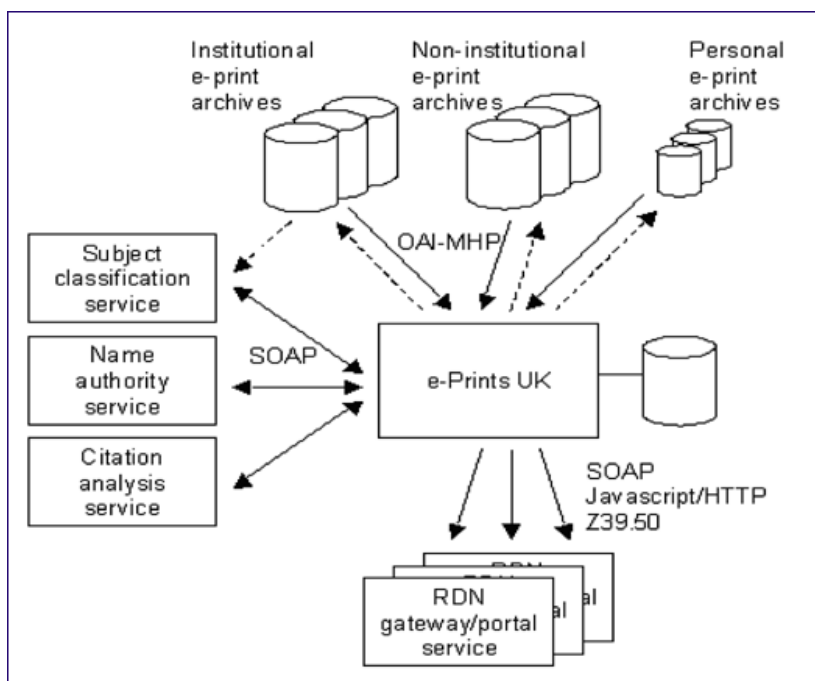 Institutional
e-print
archives
Non-institutional
e-print
archives
Personal
e-print
archives
OAI-MHP
Subject
classification
service
Name
authority
service
Citation
analysis
service
SOAP
e-Prints UK
SOAP
Javascript/HTTP
Z39.50
RDN
gateway/portal
service